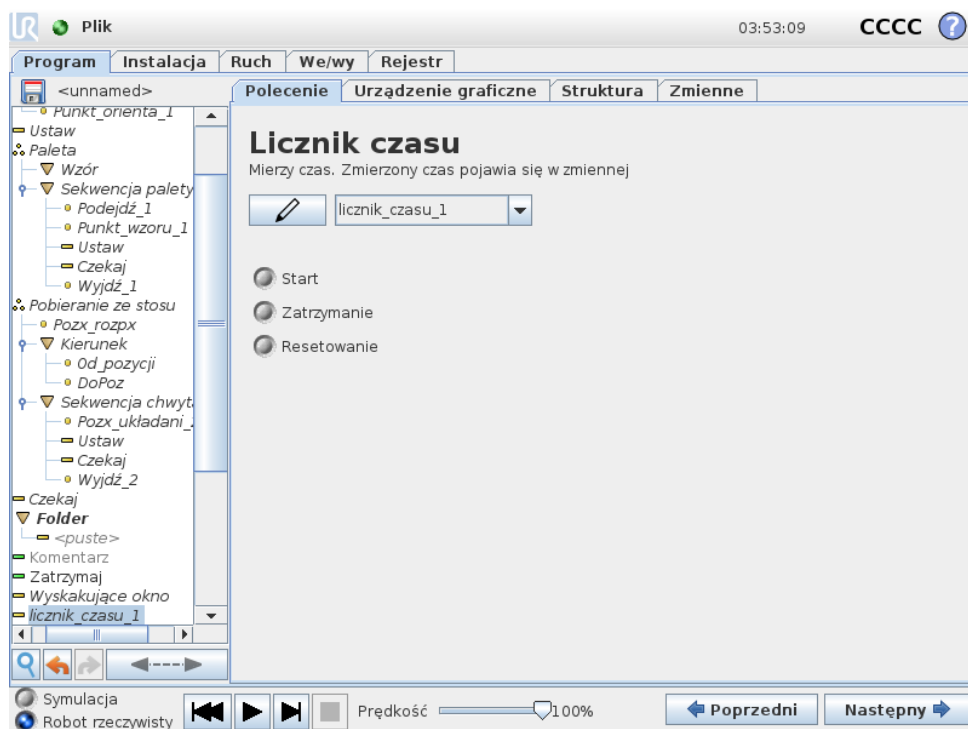 Plik
03:53:09
CCCC
?
Program Instalacja Ruch We/wy Rejestr
<unnamed>
Polecenie Urządzenie graficzne Struktura Zmienne
Punkt_orienta_1
Ustaw
Paleta
Wzór
Sekwencja palety
Podejdź_1
Punkt_wzoru_1
Ustaw
Czekaj
Wyjdź_1
Pobieranie ze stosu
Pozx_rozpx
Kierunek
Od_pozycji
DoPoz
Sekwencja chwyt
Pozx_układani_
Ustaw
Czekaj
Wyjdź_2
Czekaj
Folder
<puste>
Komentarz
Zatrzymaj
Wyskakujące okno
licznik_czasu_1
Licznik czasu
Mierzy czas. Zmierzony czas pojawia się w zmiennej
licznik_czasu_1
Start
Zatrzymanie
Resetowanie
Symulacja
Robot rzeczywisty
Prędkość 100%
Poprzedni
Następny